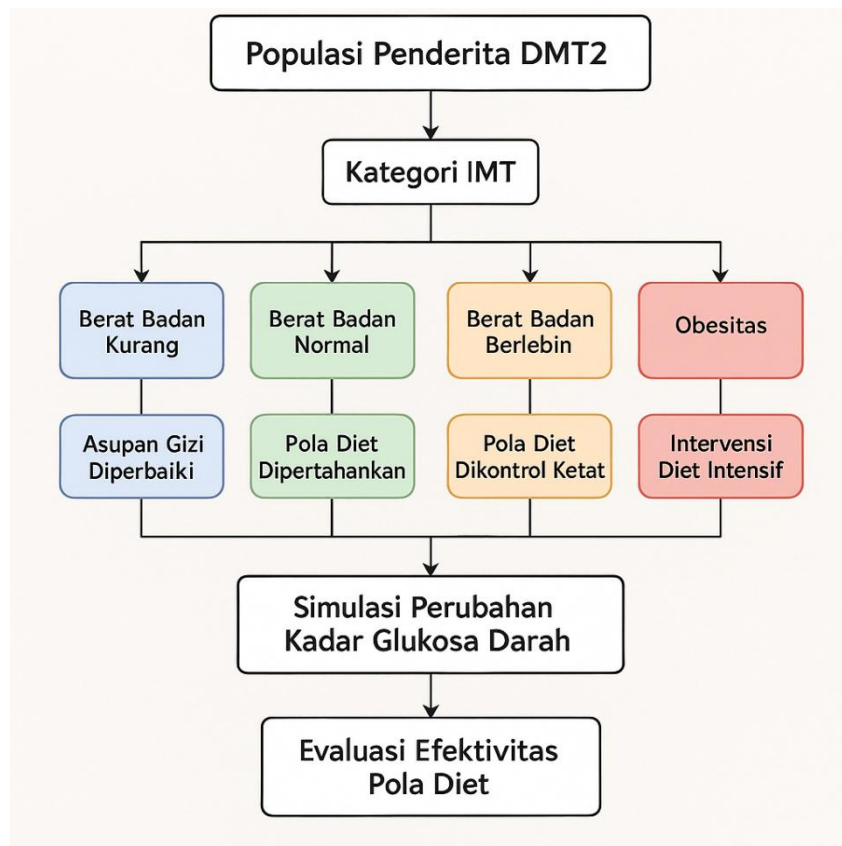 Populasi Penderita DMT2
Kategori IMT
Berat Badan
Kurang
Berat Badan
Normal
Berat Badan
Berlebin
Obesitas
Asupan Gizi
Diperbaiki
Pola Diet
Dipertahankan
Pola Diet
Dikontrol Ketat
Intervensi
Diet Intensif
Simulasi Perubahan
Kadar Glukosa Darah
Evaluasi Efektivitas
Pola Diet